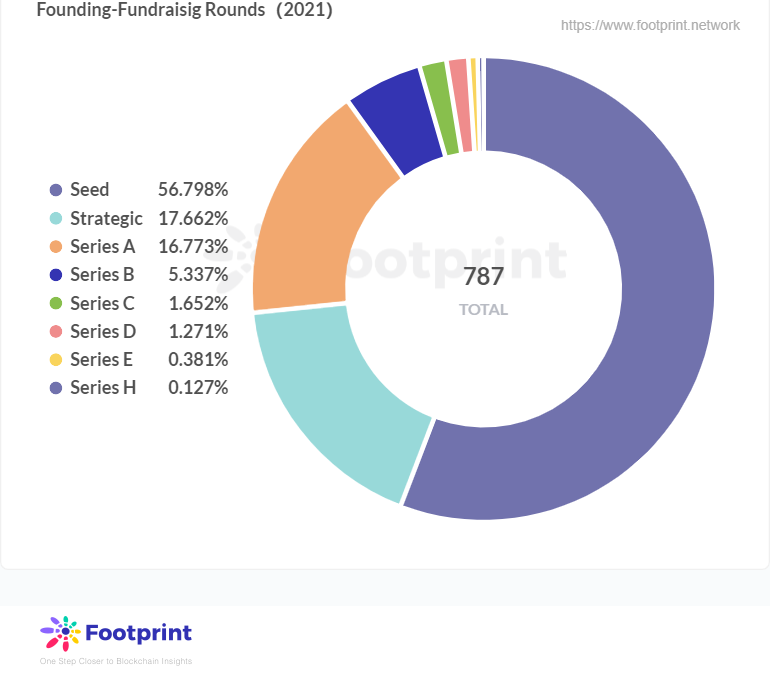 Founding-Fundraisig Rounds（2021）
https://www.footprint.network
Seed 56.798%
Strategic 17.662%
Series A 16.773%
Series B 5.337%
Series C 1.652%
Series D 1.271%
Series E 0.381%
Series H 0.127%
Footprint
787
TOTAL
Footprint
One Step Closer to Blockchain Insights